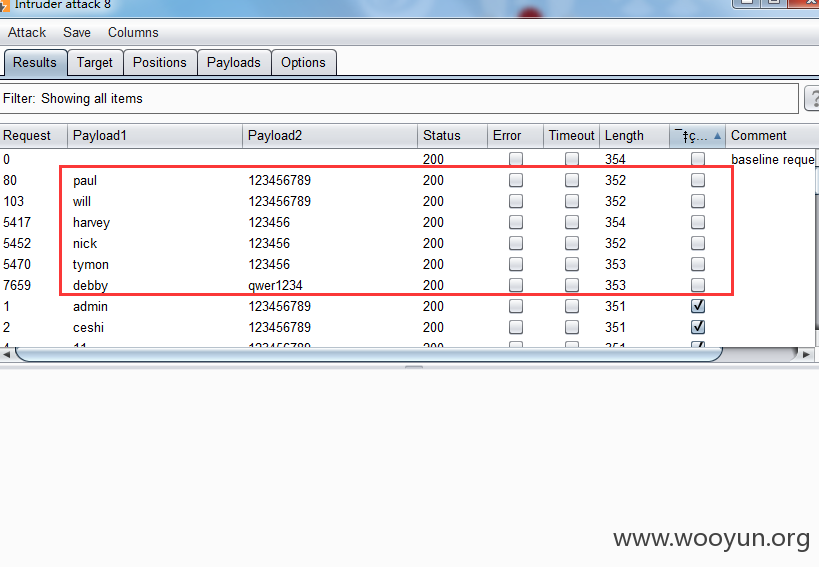 Intruder attack 8
Attack Save Columns
Results Target Positions Payloads Options
Filter: Showing all items
?
Request Payload1 Payload2 Status Error Timeout Length ¯‡ç... Comment
0 200 354 baseline reque
80 paul 123456789 200 352
103 will 123456789 200 352
5417 harvey 123456 200 354
5452 nick 123456 200 352
5470 tymon 123456 200 353
7659 debby qwer1234 200 353
1 admin 123456789 200 351
2 ceshi 123456789 200 351
4 11 123456789 200 351
www.wooyun.org